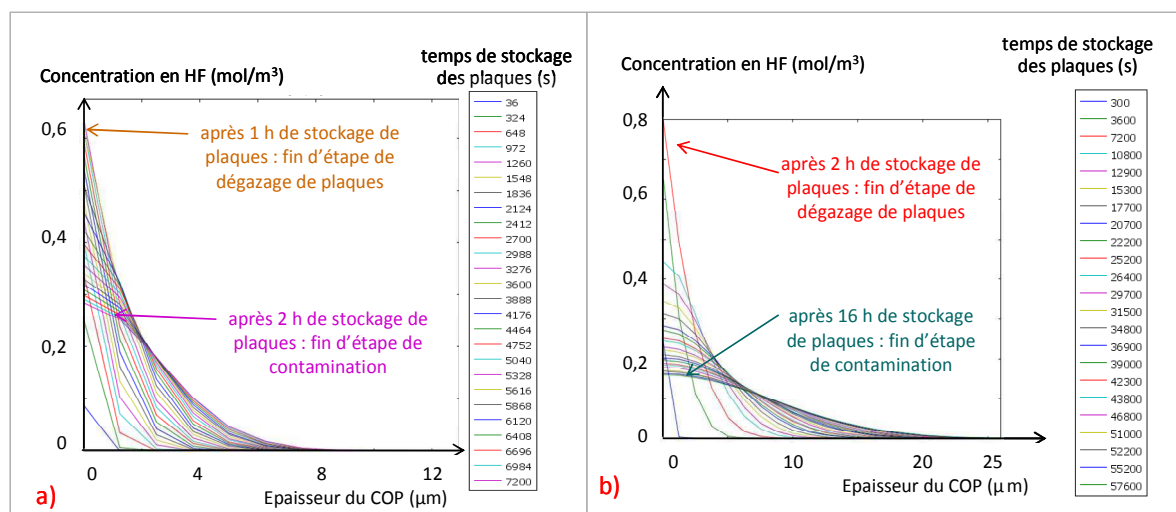 temps de stockage
des plaques (s)
Concentration en HF (mol/m³)
36
324
648
972
1260
1548
1836
2124
2412
2700
2988
3276
3600
3888
4176
4464
4752
5040
5328
5616
5868
6120
6408
6696
6984
7200
0,6
0,4
0,2
0
après 1 h de stockage de
plaques : fin d'étape de
dégazage de plaques
après 2 h de stockage de
plaques : fin d'étape de
contamination
0 4 8 12
Epaisseur du COP (µm)
a)
temps de stockage
des plaques (s)
Concentration en HF (mol/m³)
300
3600
7200
10800
12900
15300
17700
20700
22200
25200
26400
29700
31500
34800
36900
39000
42300
43800
46800
51000
52200
55200
57600
0,8
0,6
0,4
0,2
0
après 2 h de stockage de
plaques : fin d'étape de
dégazage de plaques
après 16 h de stockage
de plaques : fin d'étape
de contamination
0 10 20 25
Epaisseur du COP (µm)
b)